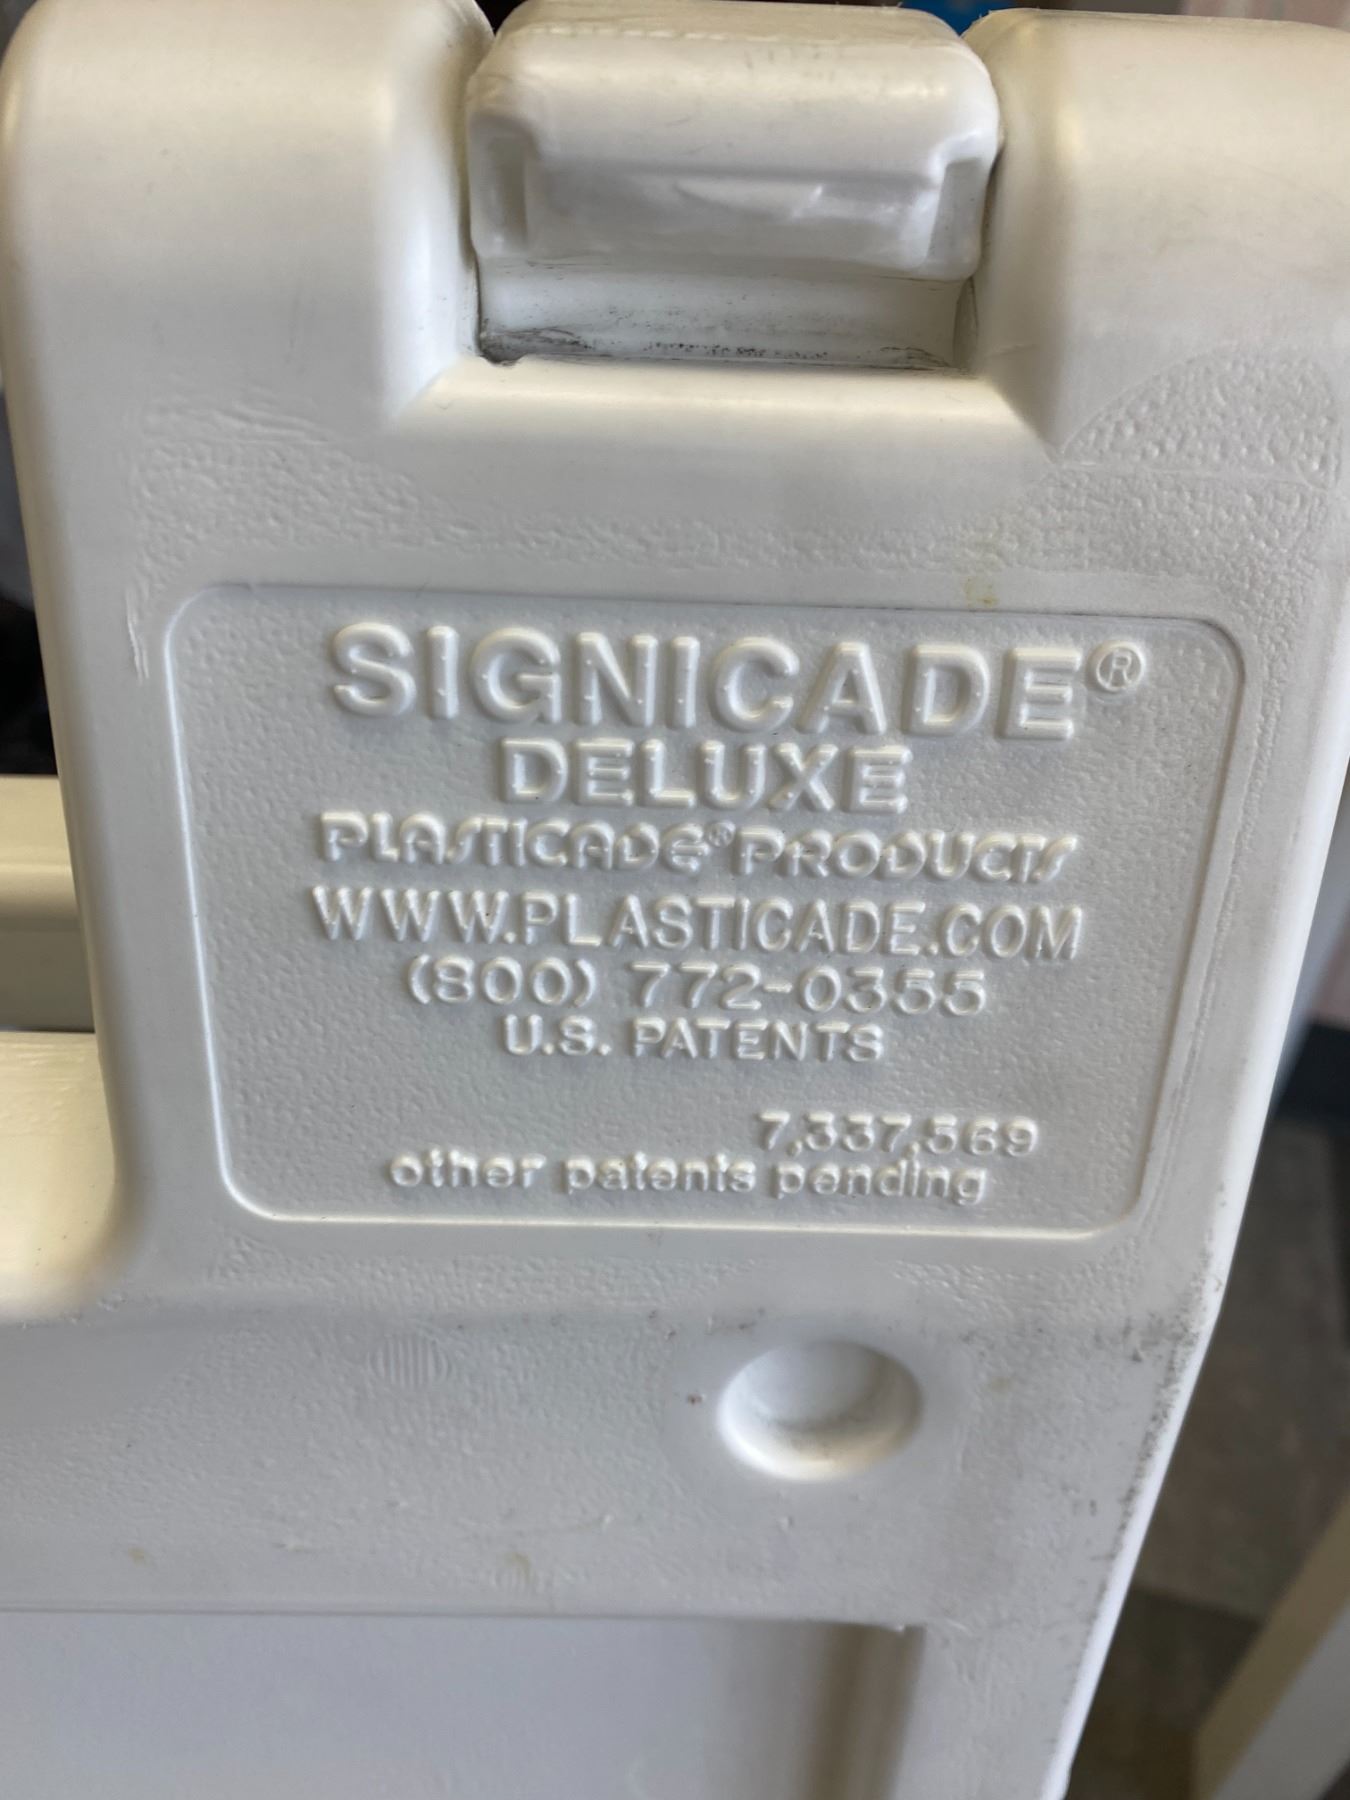 SIGNICADE®
DELUXE
PLASTICADE® PRODUCTS
WWW.PLASTICADE.COM
(800) 772-0355
U.S. PATENTS
7,337,569
other patents pending